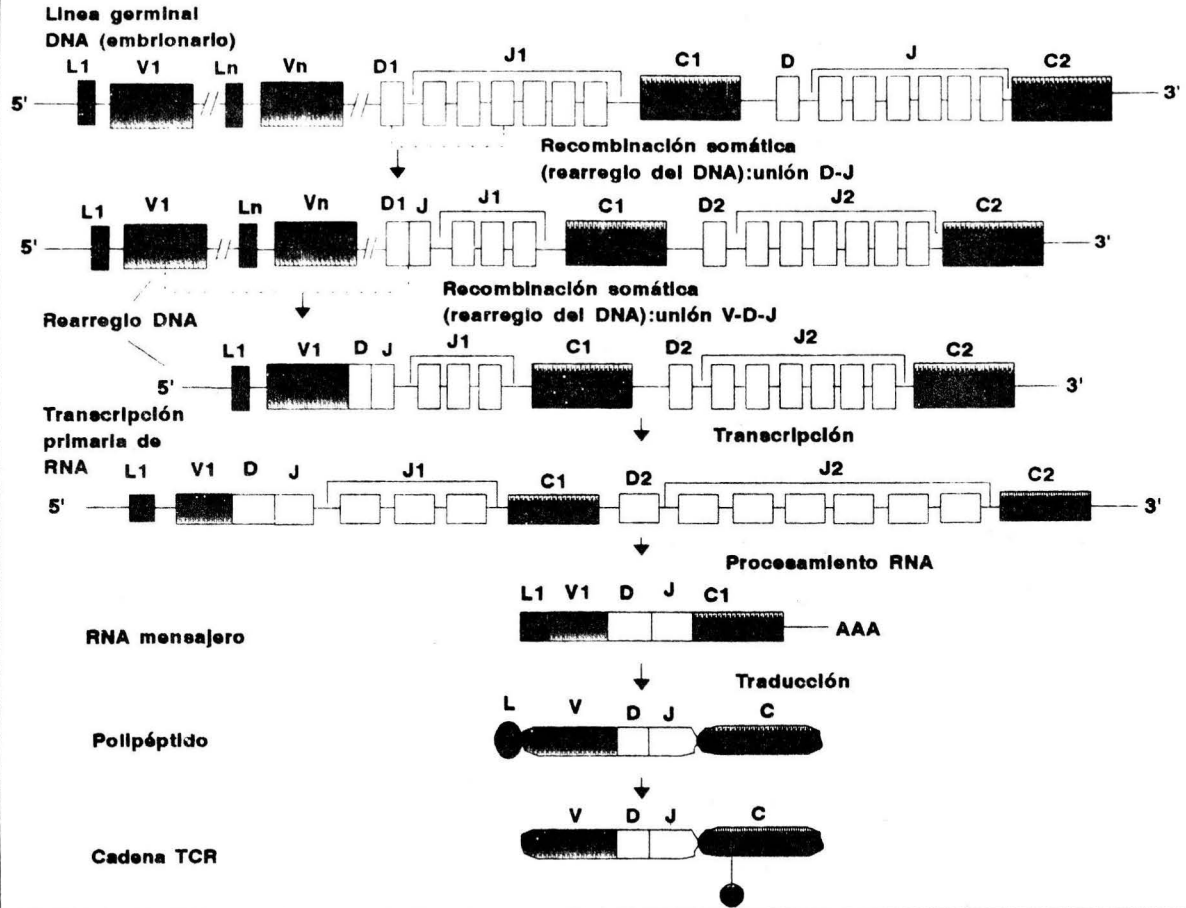 Linea germinal
DNA (embrionario)
L1 V1 Ln Vn D1 J1 C1 D J C2
5' 3'
Recombinación somática
(rearreglo del DNA):unión D-J
L1 V1 Ln Vn D1 J J1 C1 D2 J2 C2
5' 3'
Recombinación somática
(rearreglo del DNA):unión V-D-J
Rearreglo DNA
L1 V1 D J J1 C1 D2 J2 C2
5' 3'
Transcripción
Transcripción
primaria de
RNA
L1 V1 D J J1 C1 D2 J2 C2
5' 3'
Procesamiento RNA
L1 V1 D J C1
RNA mensajero
AAA
Traducción
L V D J C
Polipéptido
V D J C
Cadena TCR